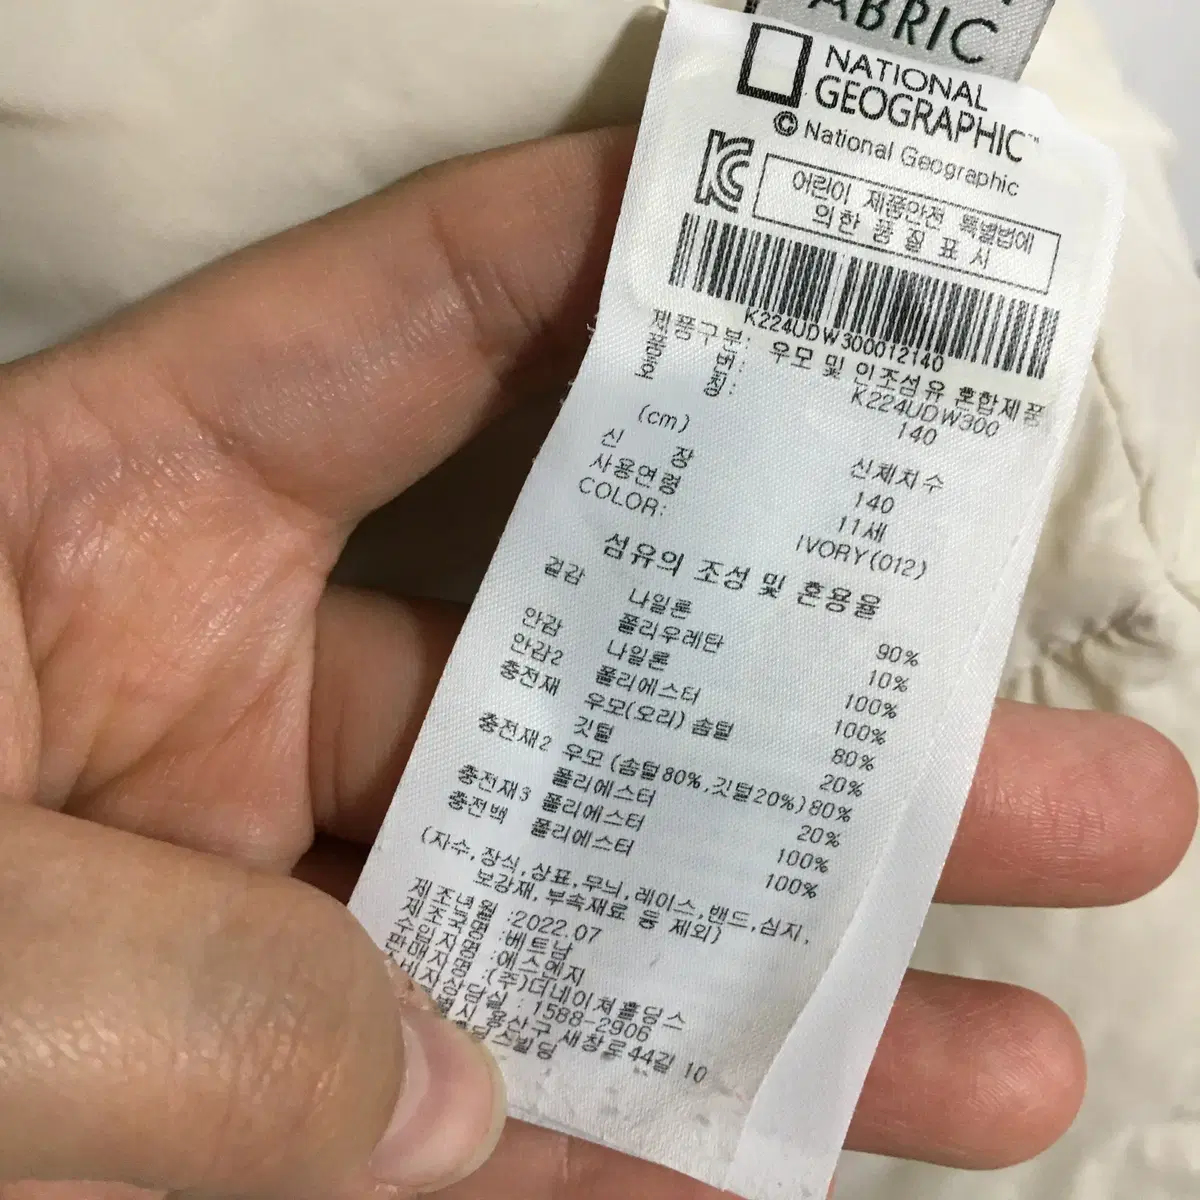 ABRIC
NATIONAL
GEOGRAPHIC™
© National Geographic
어린이 제품안전 특별법에
의한 품질표시
K224UDW300012140
제품구분: 우모 및 인조섬유 혼합제품
품 번: K224UDW300
호 칭: 140
(cm) 신체치수
신 장 140
사용연령 11세
COLOR: IVORY(012)
섬유의 조성 및 혼용율
겉감 나일론 90%
폴리우레탄 10%
안감 나일론 100%
안감2 폴리에스터 100%
충전재 우모(오리) 솜털 80%
깃털 20%
충전재2 우모(솜털80%,깃털20%)80%
폴리에스터 20%
충전재3 폴리에스터 100%
충전백 폴리에스터 100%
(자수,장식,상표,무늬,레이스,밴드,심지,
보강재,부속재료 등 제외)
제조년월 :2022.07
제조국명 :베트남
수입자명 :에스엔지
판매자명 :(주)더네이쳐홀딩스
소비자상담실 : 1588-2906
용산구 새창로44길 10
빌딩